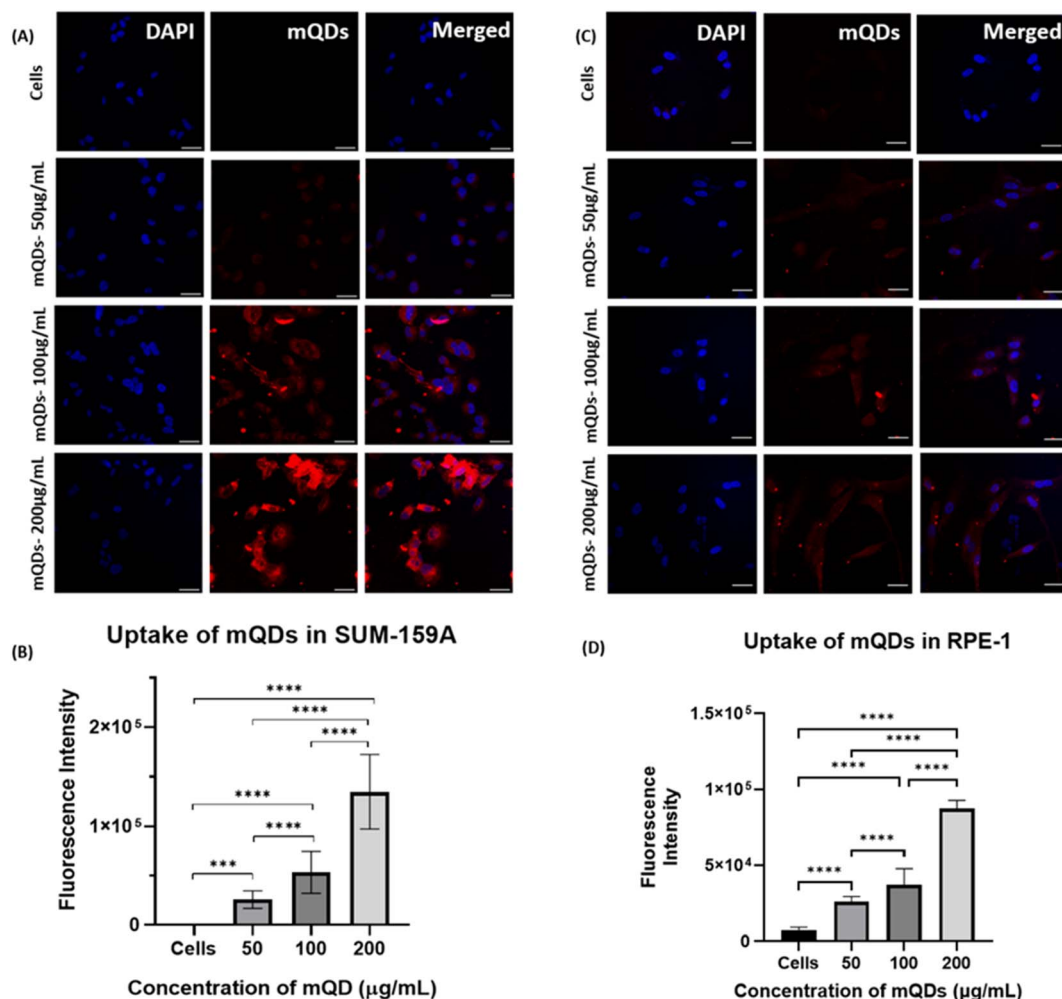 (A)
DAPI
mQDs
Merged
Cells
mQDs- 50µg/mL
mQDs- 100µg/mL
mQDs- 200µg/mL
(B)
Uptake of mQDs in SUM-159A
Fluorescence Intensity
2×10⁵
1×10⁵
0
****
****
****
****
****
***
Cells
50
100
200
Concentration of mQD (µg/mL)
(C)
DAPI
mQDs
Merged
Cells
mQDs- 50µg/mL
mQDs- 100µg/mL
mQDs- 200µg/mL
(D)
Uptake of mQDs in RPE-1
Fluorescence
Intensity
1.5×10⁵
1×10⁵
5×10⁴
0
****
****
****
****
****
****
Cells
50
100
200
Concentration of mQDs (µg/mL)